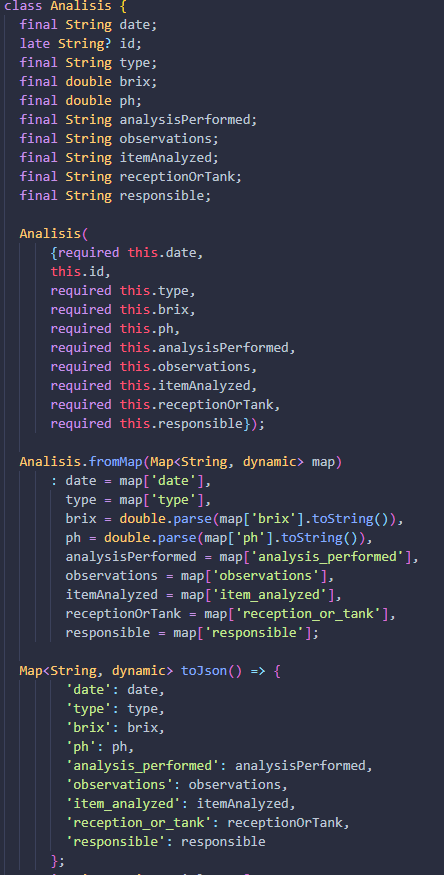 class Analisis {
  final String date;
  late String? id;
  final String type;
  final double brix;
  final double ph;
  final String analysisPerformed;
  final String observations;
  final String itemAnalyzed;
  final String receptionOrTank;
  final String responsible;

  Analisis(
      {required this.date,
      this.id,
      required this.type,
      required this.brix,
      required this.ph,
      required this.analysisPerformed,
      required this.observations,
      required this.itemAnalyzed,
      required this.receptionOrTank,
      required this.responsible});

  Analisis.fromMap(Map<String, dynamic> map)
      : date = map['date'],
        type = map['type'],
        brix = double.parse(map['brix'].toString()),
        ph = double.parse(map['ph'].toString()),
        analysisPerformed = map['analysis_performed'],
        observations = map['observations'],
        itemAnalyzed = map['item_analyzed'],
        receptionOrTank = map['reception_or_tank'],
        responsible = map['responsible'];

  Map<String, dynamic> toJson() => {
        'date': date,
        'type': type,
        'brix': brix,
        'ph': ph,
        'analysis_performed': analysisPerformed,
        'observations': observations,
        'item_analyzed': itemAnalyzed,
        'reception_or_tank': receptionOrTank,
        'responsible': responsible
      };